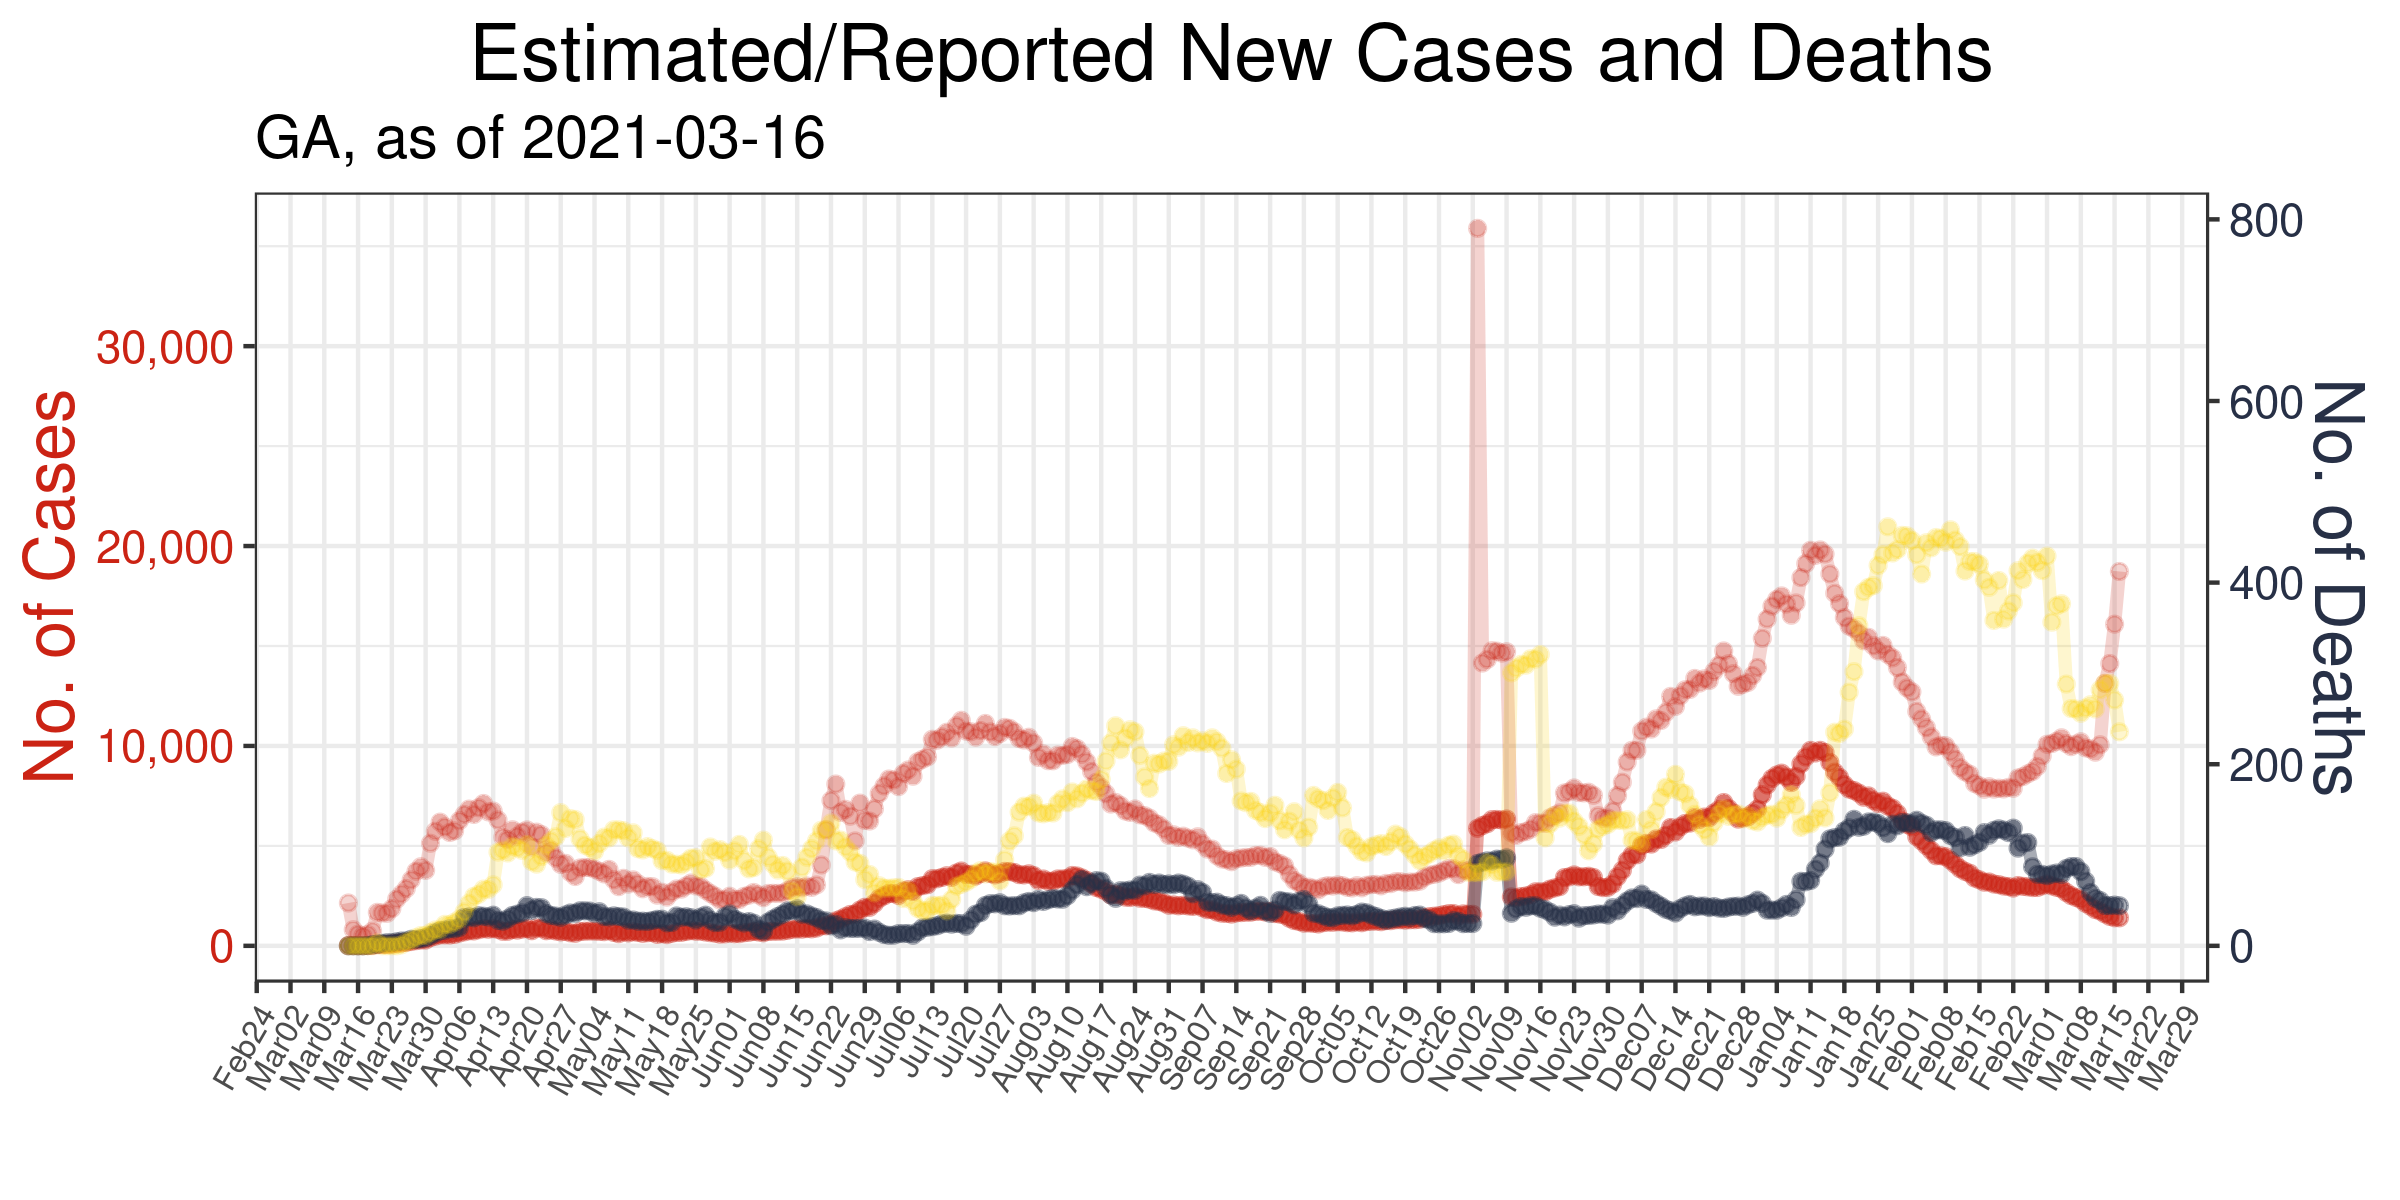 Estimated/Reported New Cases and Deaths
GA, as of 2021-03-16
No. of Cases
30,000
20,000
10,000
0
800
600
400
200
0
No. of Deaths
Feb24
Mar02
Mar09
Mar16
Mar23
Mar30
Apr06
Apr13
Apr20
Apr27
May04
May11
May18
May25
Jun01
Jun08
Jun15
Jun22
Jun29
Jul06
Jul13
Jul20
Jul27
Aug03
Aug10
Aug17
Aug24
Aug31
Sep07
Sep14
Sep21
Sep28
Oct05
Oct12
Oct19
Oct26
Nov02
Nov09
Nov16
Nov23
Nov30
Dec07
Dec14
Dec21
Dec28
Jan04
Jan11
Jan18
Jan25
Feb01
Feb08
Feb15
Feb22
Mar01
Mar08
Mar15
Mar22
Mar29